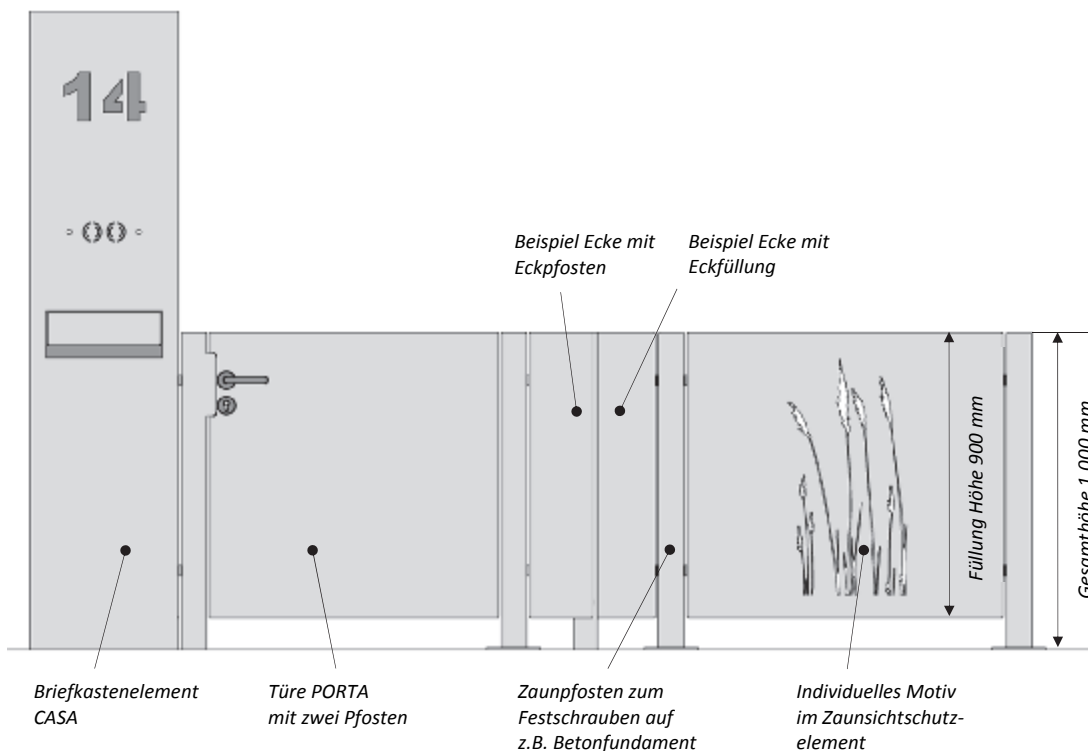 14
Beispiel Ecke mit
Eckpfosten
Beispiel Ecke mit
Eckfüllung
Füllung Höhe 900 mm
Gesamthöhe 1.000 mm
Briefkastenelement
CASA
Türe PORTA
mit zwei Pfosten
Zaunpfosten zum
Festschrauben auf
z.B. Betonfundament
Individuelles Motiv
im Zaunsichtschutz-
element